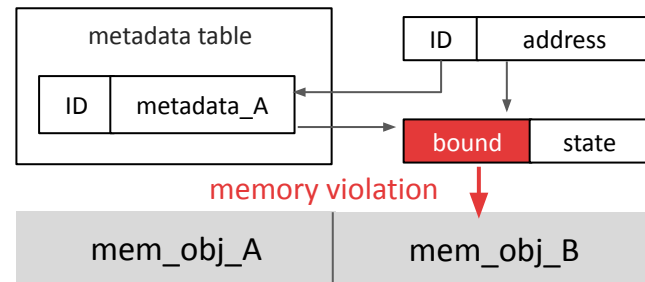 metadata table
ID address
ID metadata_A
bound state
memory violation
mem_obj_A mem_obj_B